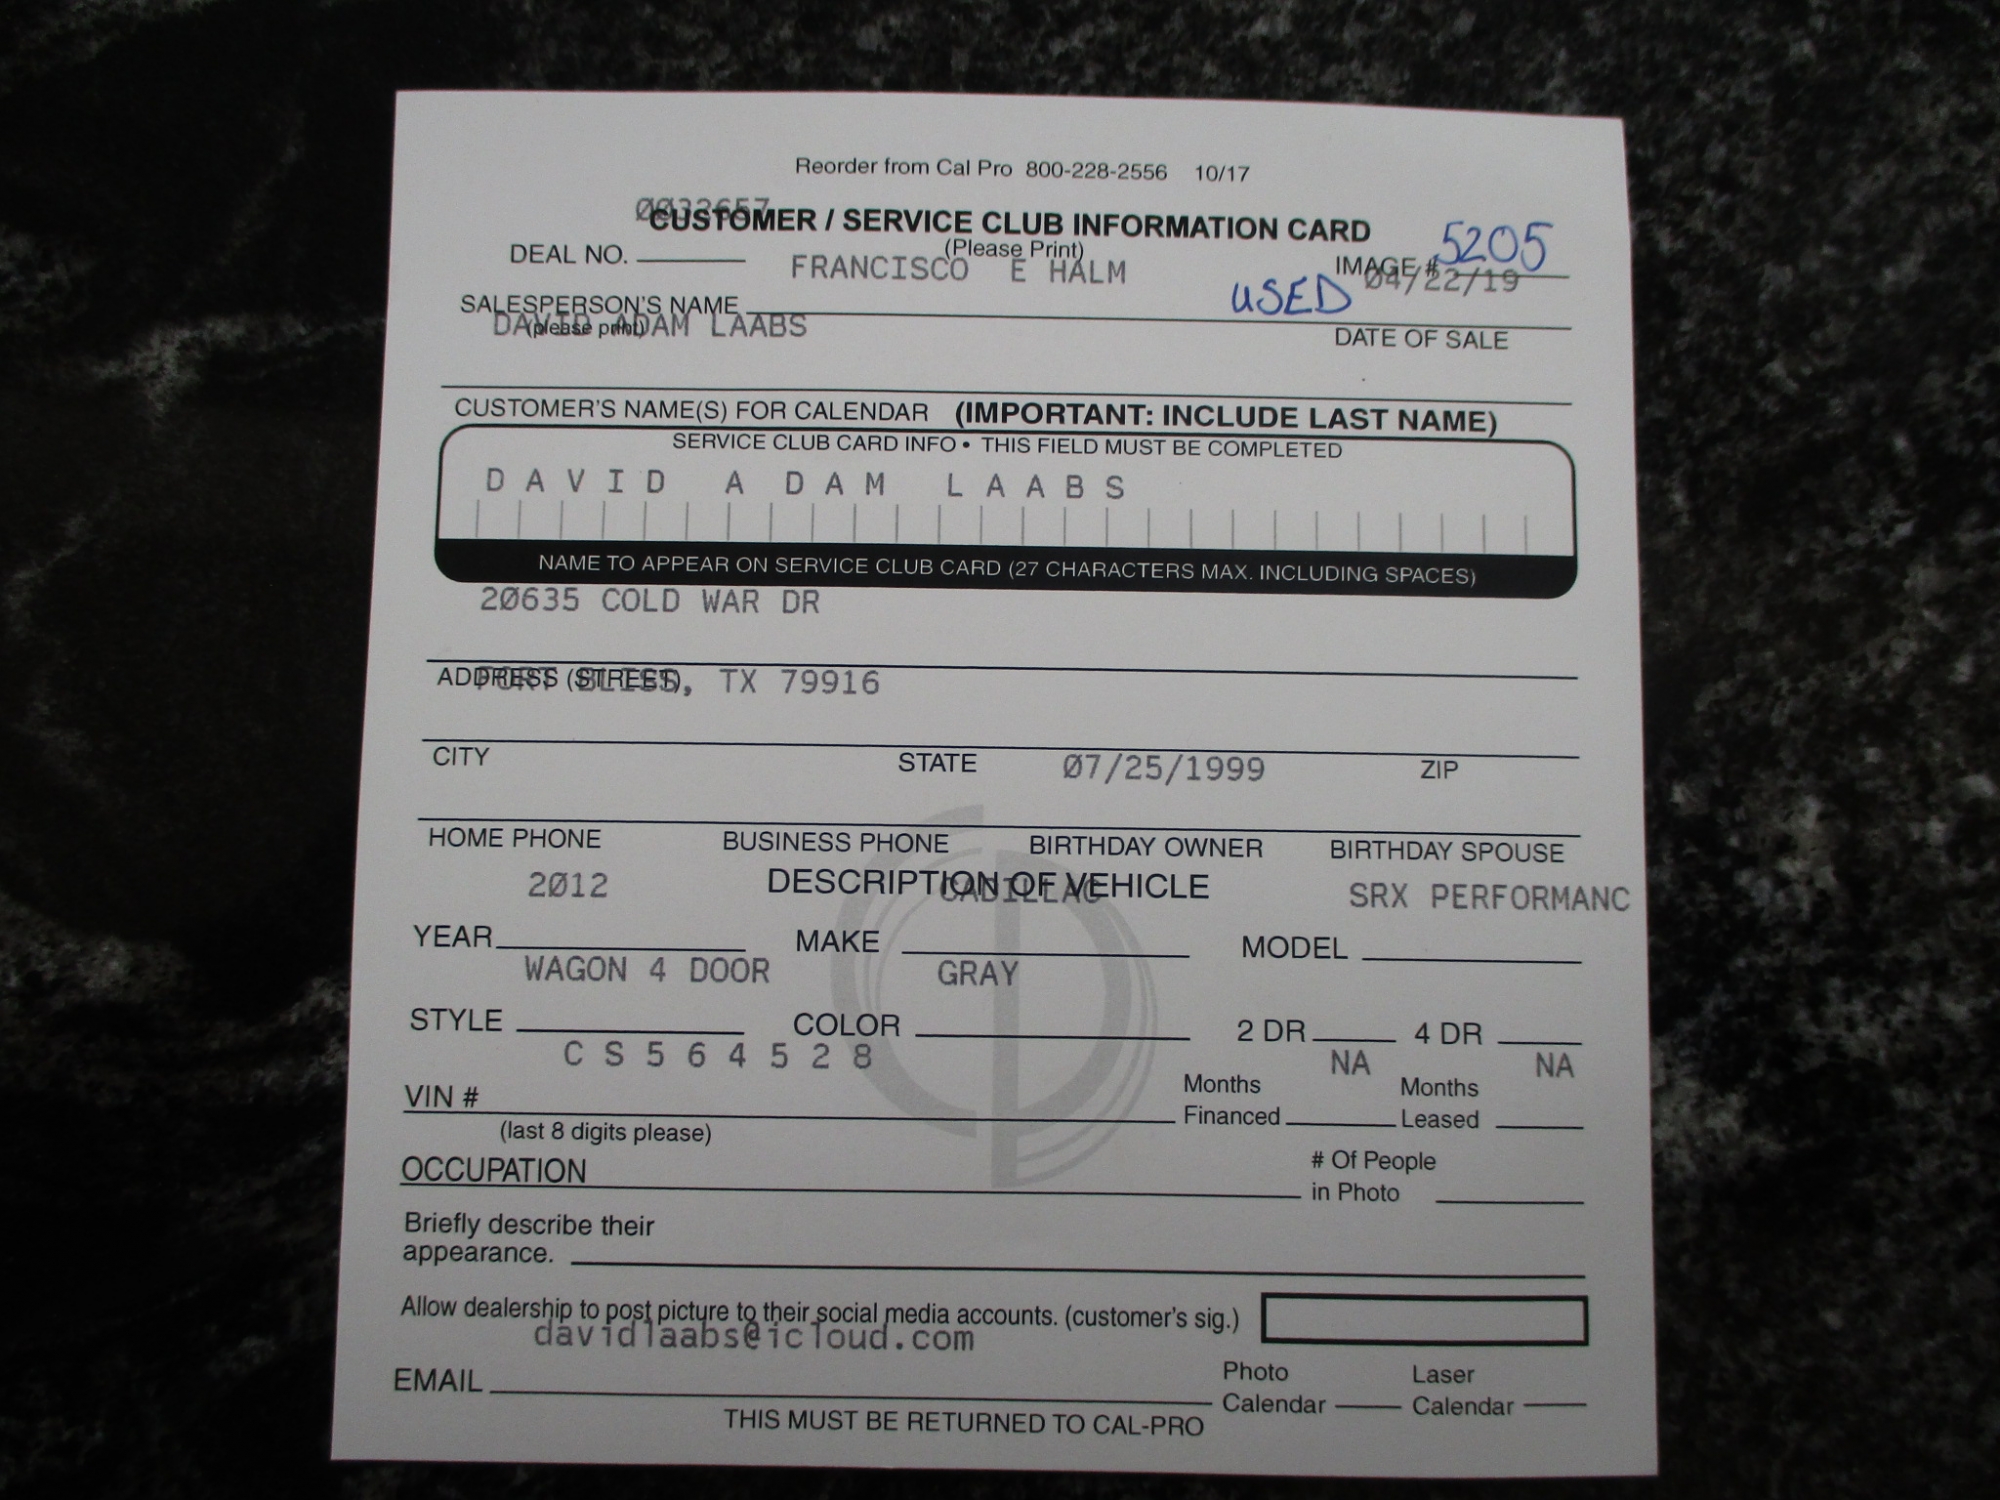 Reorder from Cal Pro 800-228-2556 10/17
0033657
CUSTOMER / SERVICE CLUB INFORMATION CARD
(Please Print)
DEAL NO. FRANCISCO E HALM IMAGE # 5205
USED 04/22/19
SALESPERSON'S NAME
(please print) DATE OF SALE
DAVID ADAM LAABS
CUSTOMER'S NAME(S) FOR CALENDAR (IMPORTANT: INCLUDE LAST NAME)
SERVICE CLUB CARD INFO • THIS FIELD MUST BE COMPLETED
DAVID ADAM LAABS
NAME TO APPEAR ON SERVICE CLUB CARD (27 CHARACTERS MAX. INCLUDING SPACES)
20635 COLD WAR DR
ADDRESS (STREET)
FORT BLISS, TX 79916
CITY STATE ZIP
07/25/1999
HOME PHONE BUSINESS PHONE BIRTHDAY OWNER BIRTHDAY SPOUSE
DESCRIPTION OF VEHICLE
2012 CADILLAC SRX PERFORMANC
YEAR MAKE MODEL
WAGON 4 DOOR GRAY
STYLE COLOR 2 DR 4 DR
CS564528 NA NA
VIN # Months Financed Months Leased
(last 8 digits please)
OCCUPATION # Of People in Photo
Briefly describe their
appearance.
Allow dealership to post picture to their social media accounts. (customer's sig.)
davidlaabs@icloud.com
EMAIL Photo Calendar Laser Calendar
THIS MUST BE RETURNED TO CAL-PRO